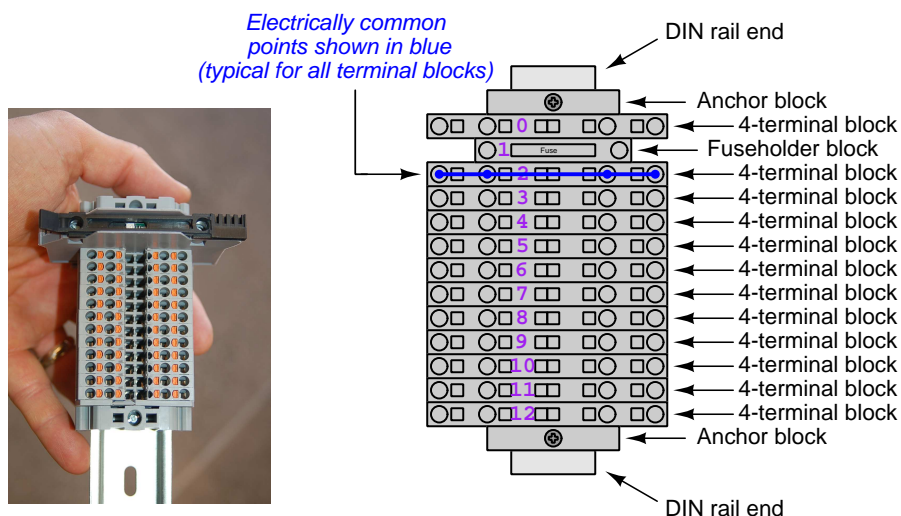 Electrically common
points shown in blue
(typical for all terminal blocks)
DIN rail end
Anchor block
0
4-terminal block
1
Fuse
Fuseholder block
2
4-terminal block
3
4-terminal block
4
4-terminal block
5
4-terminal block
6
4-terminal block
7
4-terminal block
8
4-terminal block
9
4-terminal block
10
4-terminal block
11
4-terminal block
12
4-terminal block
Anchor block
DIN rail end